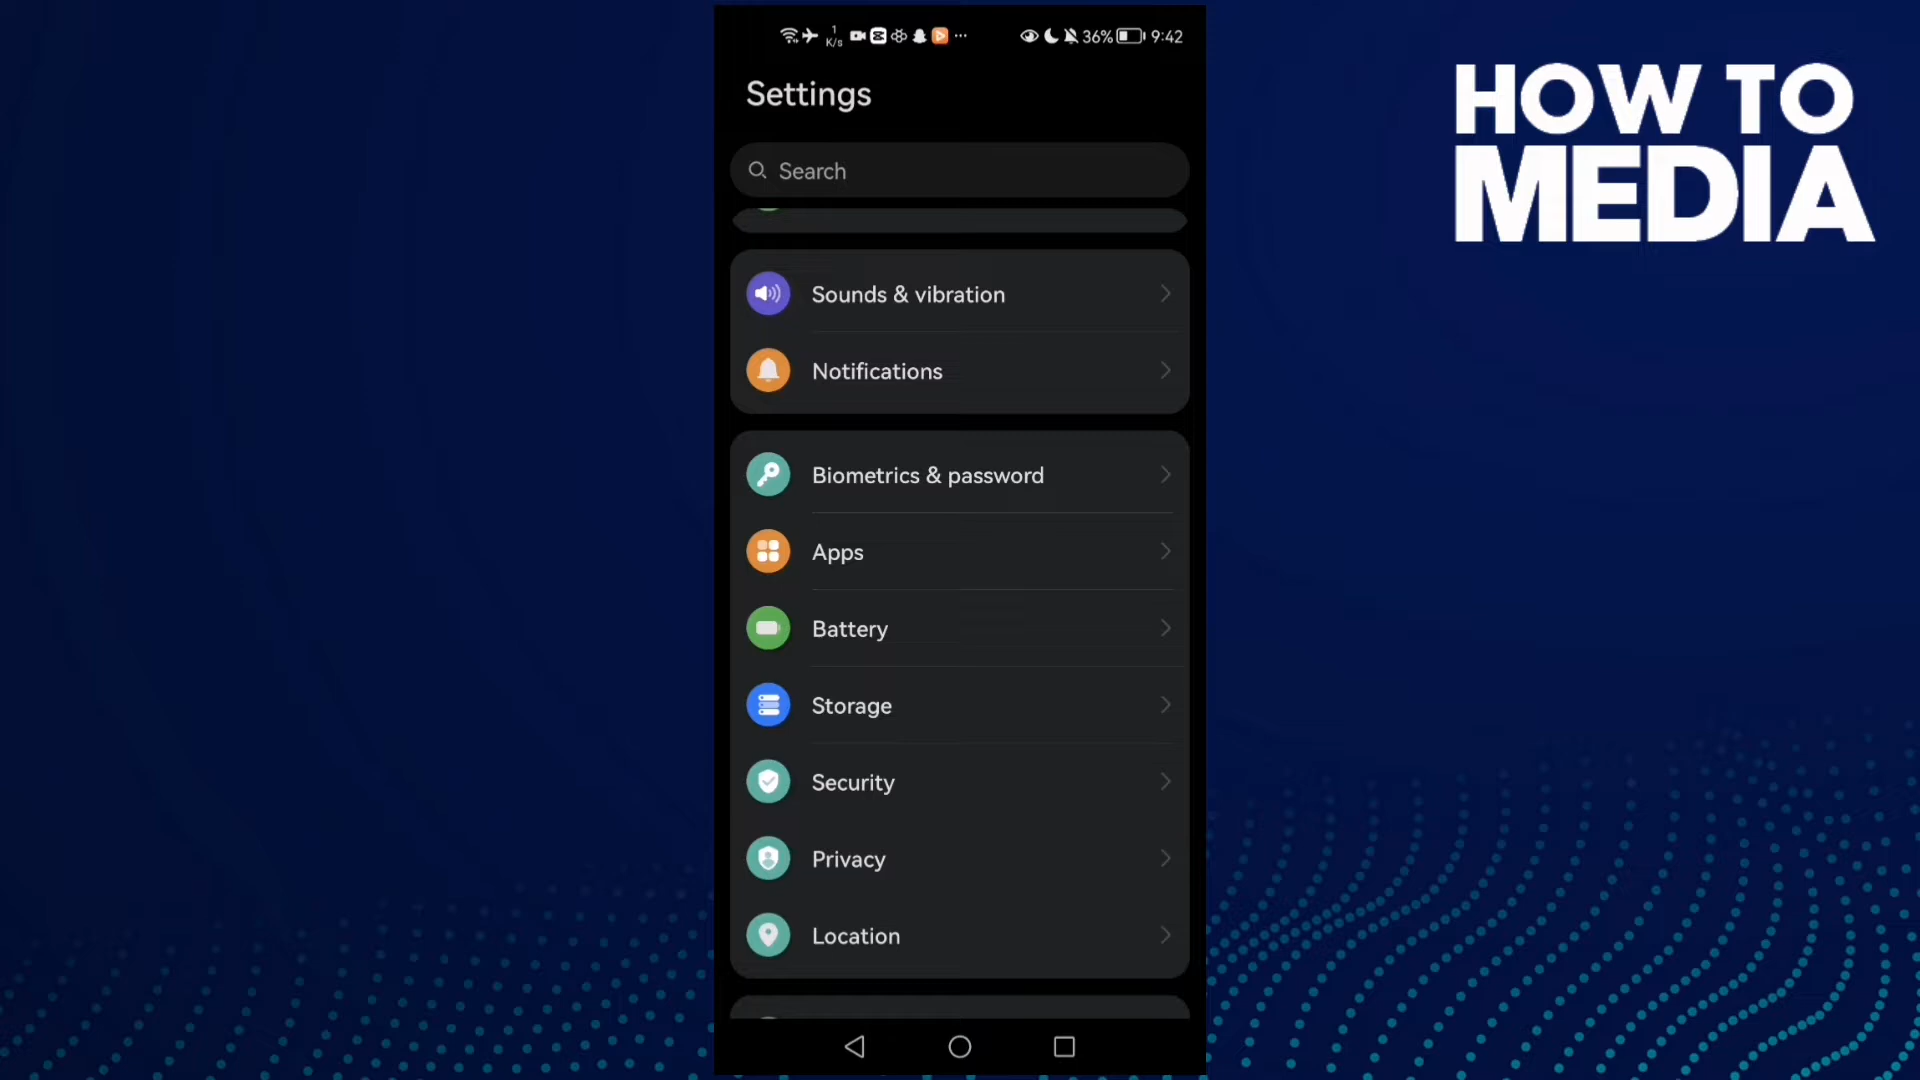 1
K/s
36%
9:42
Settings
Search
Sounds & vibration
Notifications
Biometrics & password
Apps
Battery
Storage
Security
Privacy
Location
HOW TO
MEDIA